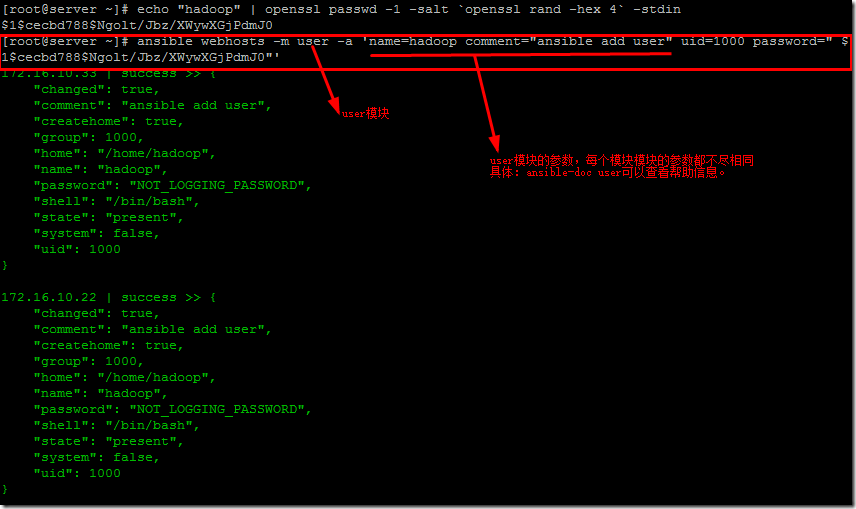 [root@server ~]# echo "hadoop" | openssl passwd -1 -salt `openssl rand -hex 4` -stdin
$1$cecbd788$Ngolt/Jbz/XWywXGjPdmJ0
[root@server ~]# ansible webhosts -m user -a 'name=hadoop comment="ansible add user" uid=1000 password=" $
1$cecbd788$Ngolt/Jbz/XWywXGjPdmJ0"'
172.16.10.33 | success >> {
    "changed": true,
    "comment": "ansible add user",
    "createhome": true,
    "group": 1000,
    "home": "/home/hadoop",
    "name": "hadoop",
    "password": "NOT_LOGGING_PASSWORD",
    "shell": "/bin/bash",
    "state": "present",
    "system": false,
    "uid": 1000
}
user模块
user模块的参数，每个模块模块的参数都不尽相同
具体：ansible-doo user可以查看帮助信息。
172.16.10.22 | success >> {
    "changed": true,
    "comment": "ansible add user",
    "createhome": true,
    "group": 1000,
    "home": "/home/hadoop",
    "name": "hadoop",
    "password": "NOT_LOGGING_PASSWORD",
    "shell": "/bin/bash",
    "state": "present",
    "system": false,
    "uid": 1000
}